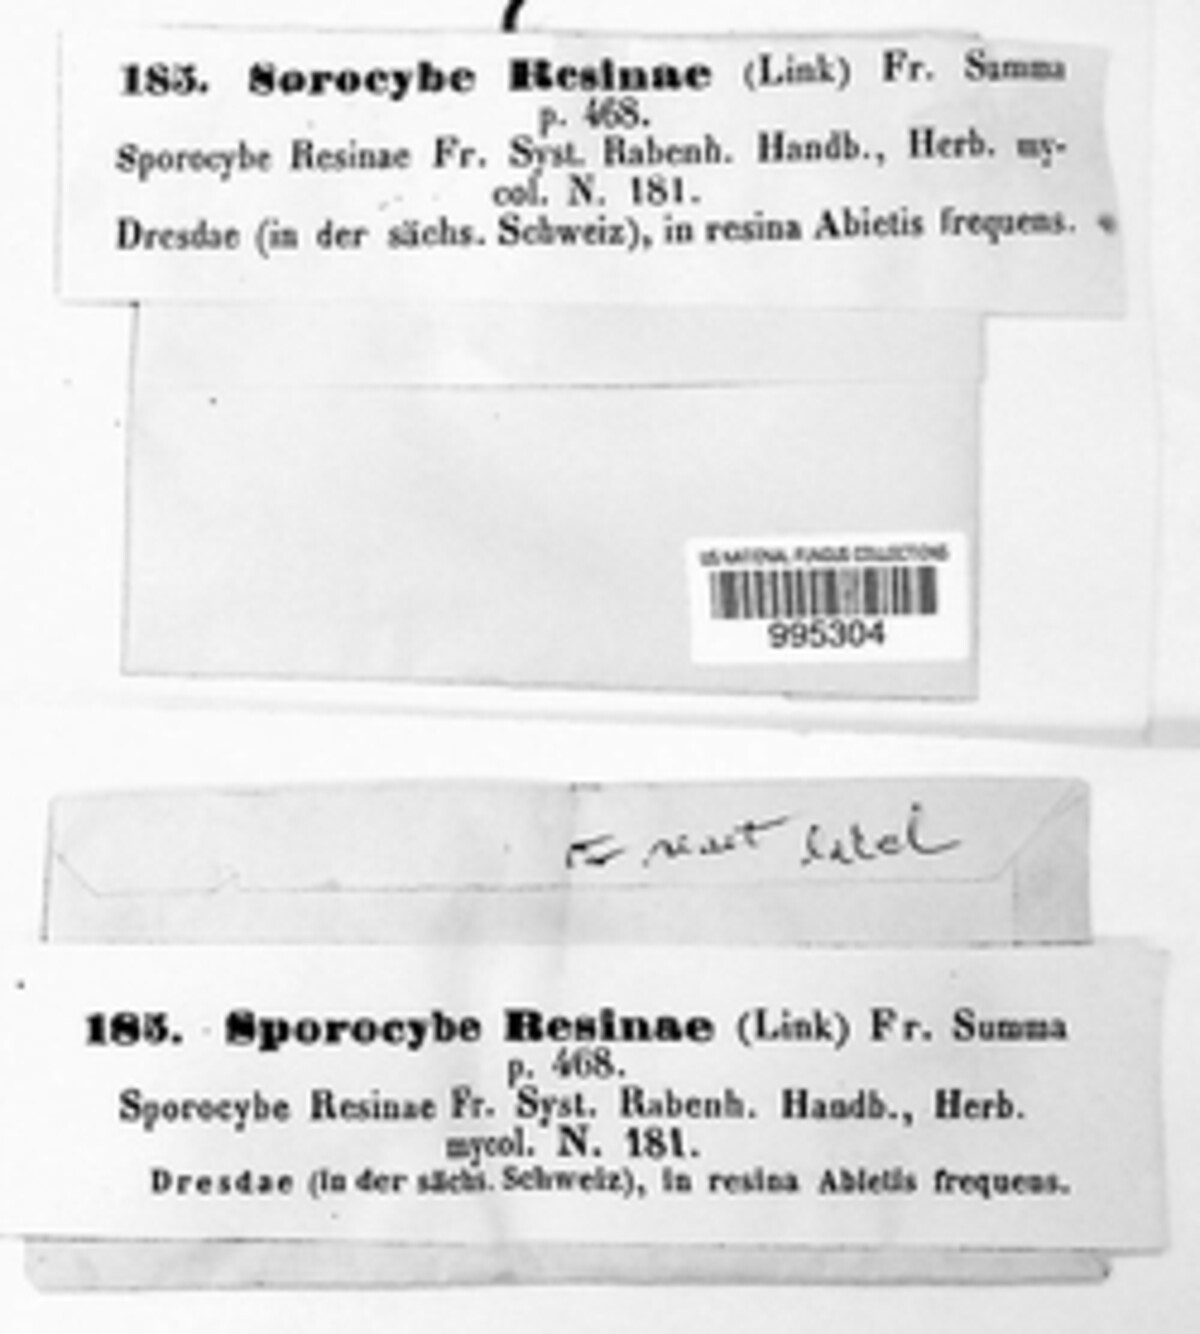 185. Sorocybe Resinae (Link) Fr. Summa
p. 468.
Sporocybe Resinae Fr. Syst. Rabenh. Handb., Herb. my-
col. N. 181.
Dresdae (in der sächs. Schweiz), in resina Abietis frequens.
US NATIONAL FUNGUS COLLECTIONS
995304
label
185. Sporocybe Resinae (Link) Fr. Summa
p. 468.
Sporocybe Resinae Fr. Syst. Rabenh. Handb., Herb.
mycol. N. 181.
Dresdae (in der sächs. Schweiz), in resina Abietis frequens.